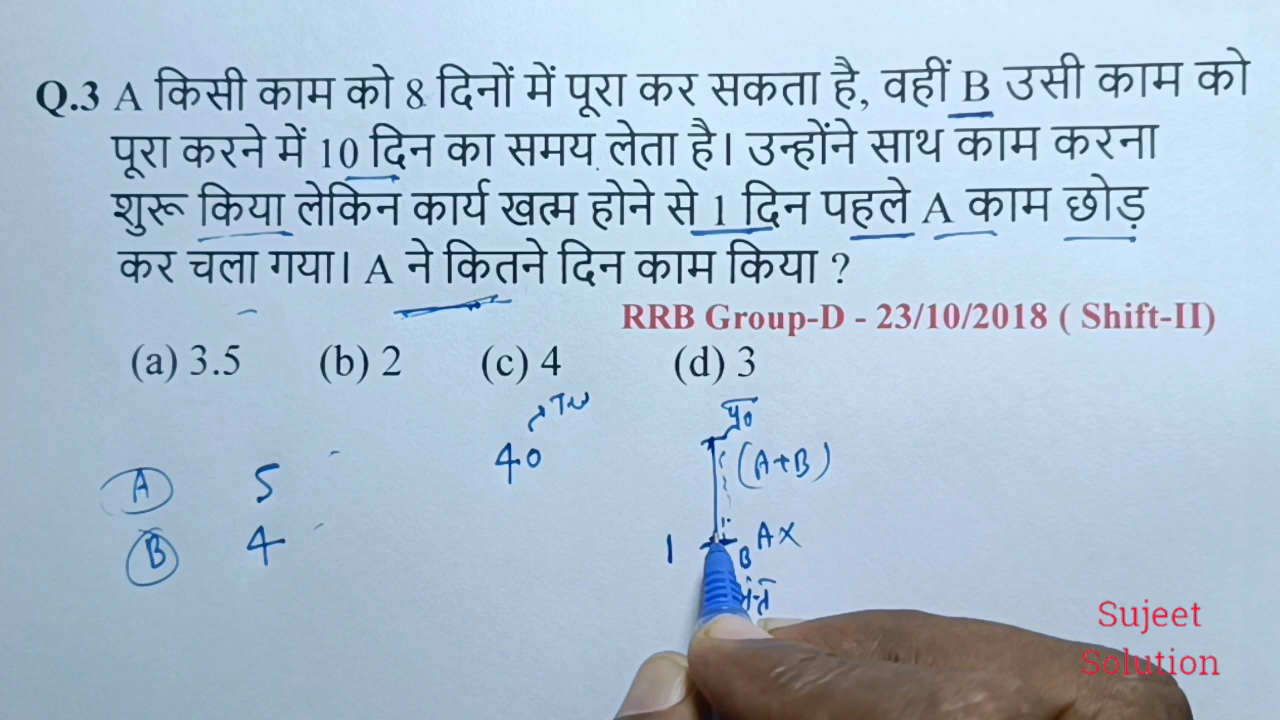 Q.3 A किसी काम को 8 दिनों में पूरा कर सकता है, वहीं B उसी काम को
पूरा करने में 10 दिन का समय लेता है। उन्होंने साथ काम करना
शुरू किया लेकिन कार्य खत्म होने से 1 दिन पहले A काम छोड़
कर चला गया। A ने कितने दिन काम किया ?
RRB Group-D - 23/10/2018 ( Shift-II)
(a) 3.5 (b) 2 (c) 4 (d) 3
TW
40
(A+B)
A 5
B 4
1 B A X
Sujeet
Solution